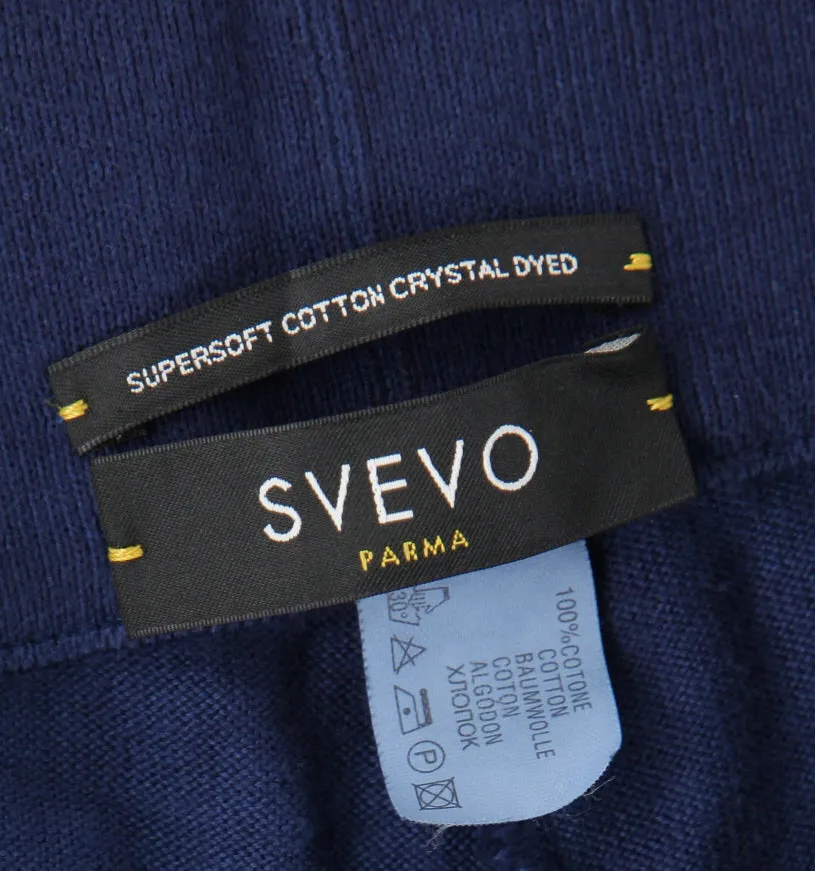 SUPERSOFT COTTON CRYSTAL DYED
SVEVO
PARMA
100%COTONE
COTTON
BAUMWOLLE
COTON
ALGODON
ХЛОПОК
30°
P